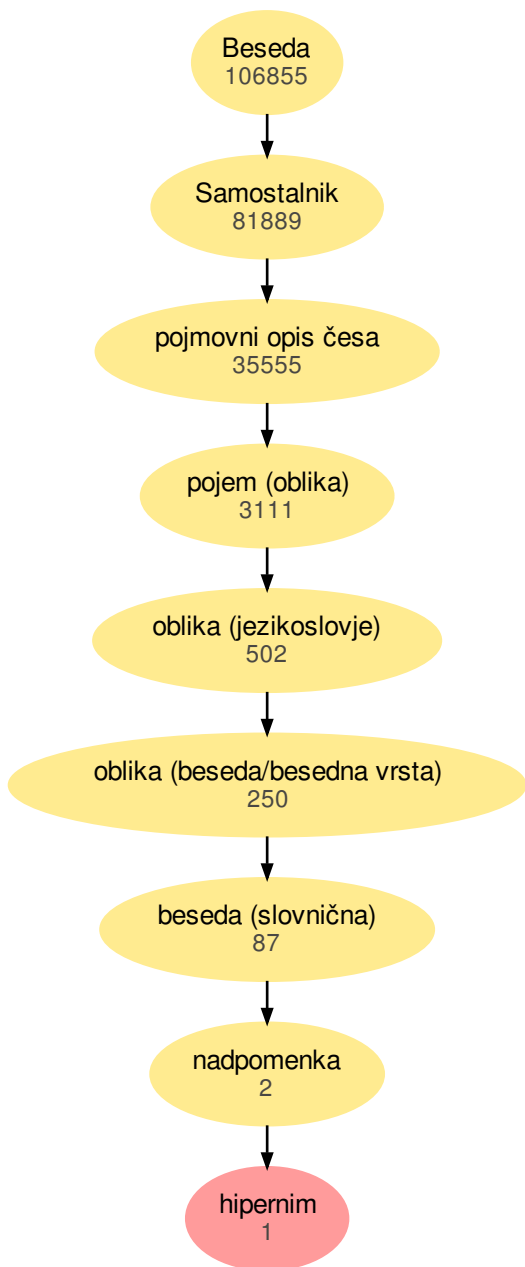 Beseda
106855
Samostalnik
81889
pojmovni opis česa
35555
pojem (oblika)
3111
oblika (jezikoslovje)
502
oblika (beseda/besedna vrsta)
250
beseda (slovnična)
87
nadpomenka
2
hipernim
1